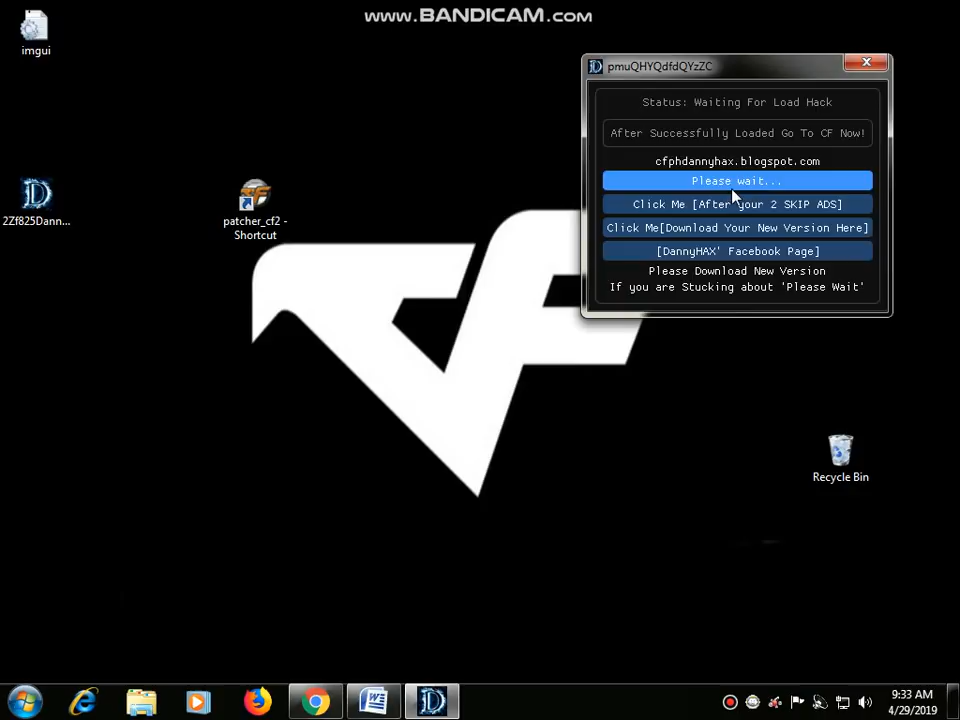 www.BANDICAM.com
imgui
pmuQHYQdfdQYzZC
Status: Waiting For Load Hack
After Successfully Loaded Go To CF Now!
cfphdannyhax.blogspot.com
Please wait...
Click Me [After your 2 SKIP ADS]
Click Me[Download Your New Version Here]
[DannyHAX' Facebook Page]
Please Download New Version
If you are Stucking about 'Please Wait'
2Zf825Dann...
patcher_cf2 -
Shortcut
CF
Recycle Bin
9:33 AM
4/29/2019